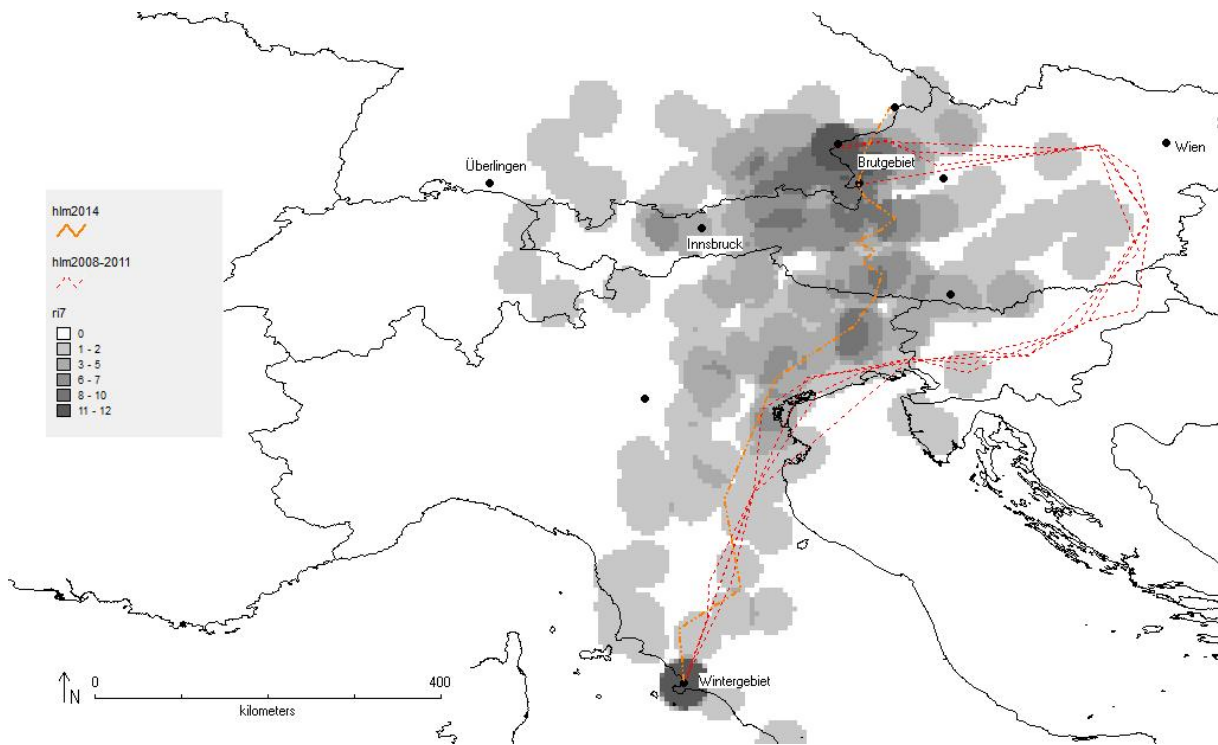 Wien
Überlingen
Brutgebiet
Innsbruck
hlm2014
hlm2008-2011
ri7
0
1 - 2
3 - 5
6 - 7
8 - 10
11 - 12
Wintergebiet
N
0 400
kilometers